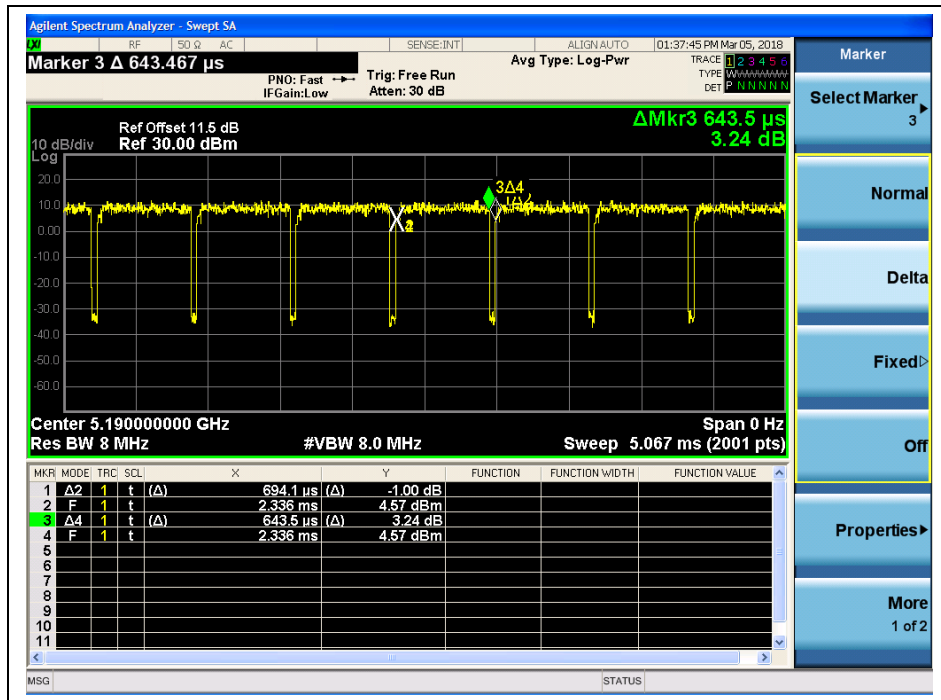 Agilent Spectrum Analyzer - Swept SA
LXI RF 50 Ω AC SENSE:INT ALIGN AUTO 01:37:45 PM Mar 05, 2018
Marker 3 Δ 643.467 µs
PNO: Fast
IFGain:Low
Trig: Free Run
Atten: 30 dB
Avg Type: Log-Pwr
TRACE 1 2 3 4 5 6
TYPE WWWWWWWW
DET P N N N N N
Ref Offset 11.5 dB
Ref 30.00 dBm
10 dB/div
Log
ΔMkr3 643.5 µs
3.24 dB
20.0
10.0
0.00
-10.0
-20.0
-30.0
-40.0
-50.0
-60.0
3Δ4
1Δ2
2
Center 5.190000000 GHz Span 0 Hz
Res BW 8 MHz #VBW 8.0 MHz Sweep 5.067 ms (2001 pts)
MKR MODE TRC SCL X Y FUNCTION FUNCTION WIDTH FUNCTION VALUE
1 Δ2 1 t (Δ) 694.1 µs (Δ) -1.00 dB
2 F 1 t 2.336 ms 4.57 dBm
3 Δ4 1 t (Δ) 643.5 µs (Δ) 3.24 dB
4 F 1 t 2.336 ms 4.57 dBm
5
6
7
8
9
10
11
MSG STATUS
Marker
Select Marker
3
Normal
Delta
Fixed
Off
Properties
More
1 of 2